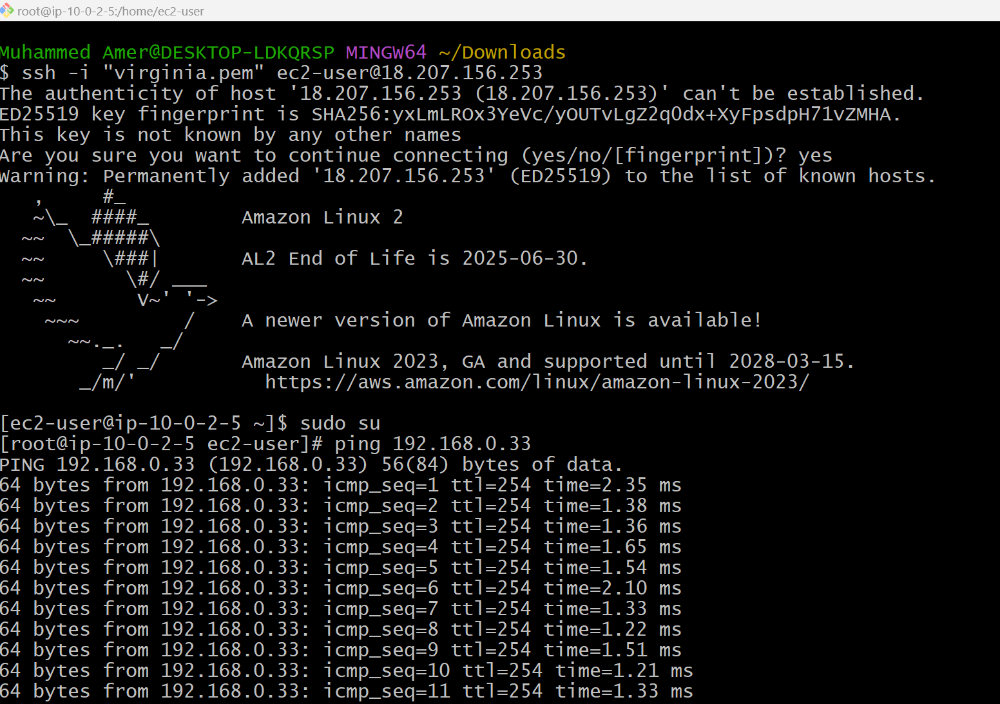 root@ip-10-0-2-5:/home/ec2-user
Muhammed Amer@DESKTOP-LDKQRSP MINGW64 ~/Downloads
$ ssh -i "virginia.pem" ec2-user@18.207.156.253
The authenticity of host '18.207.156.253 (18.207.156.253)' can't be established.
ED25519 key fingerprint is SHA256:yxLmLROx3YeVc/yOUTvLgZ2qOdx+XyFpsdpH71vZMHA.
This key is not known by any other names
Are you sure you want to continue connecting (yes/no/[fingerprint])? yes
Warning: Permanently added '18.207.156.253' (ED25519) to the list of known hosts.
   ,     #_
   ~\_  ####_        Amazon Linux 2
  ~~  \_#####\
  ~~     \###|       AL2 End of Life is 2025-06-30.
  ~~       \#/ ___
   ~~       V~' '->
    ~~~         /    A newer version of Amazon Linux is available!
      ~~._.   _/
         _/ _/       Amazon Linux 2023, GA and supported until 2028-03-15.
       _/m/'           https://aws.amazon.com/linux/amazon-linux-2023/
[ec2-user@ip-10-0-2-5 ~]$ sudo su
[root@ip-10-0-2-5 ec2-user]# ping 192.168.0.33
PING 192.168.0.33 (192.168.0.33) 56(84) bytes of data.
64 bytes from 192.168.0.33: icmp_seq=1 ttl=254 time=2.35 ms
64 bytes from 192.168.0.33: icmp_seq=2 ttl=254 time=1.38 ms
64 bytes from 192.168.0.33: icmp_seq=3 ttl=254 time=1.36 ms
64 bytes from 192.168.0.33: icmp_seq=4 ttl=254 time=1.65 ms
64 bytes from 192.168.0.33: icmp_seq=5 ttl=254 time=1.54 ms
64 bytes from 192.168.0.33: icmp_seq=6 ttl=254 time=2.10 ms
64 bytes from 192.168.0.33: icmp_seq=7 ttl=254 time=1.33 ms
64 bytes from 192.168.0.33: icmp_seq=8 ttl=254 time=1.22 ms
64 bytes from 192.168.0.33: icmp_seq=9 ttl=254 time=1.51 ms
64 bytes from 192.168.0.33: icmp_seq=10 ttl=254 time=1.21 ms
64 bytes from 192.168.0.33: icmp_seq=11 ttl=254 time=1.33 ms